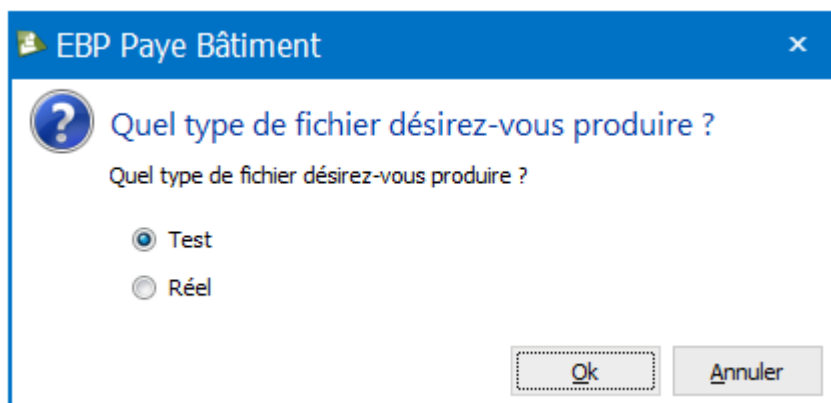 EBP Paye Bâtiment
Quel type de fichier désirez-vous produire ?
Quel type de fichier désirez-vous produire ?
Test
Réel
Ok
Annuler